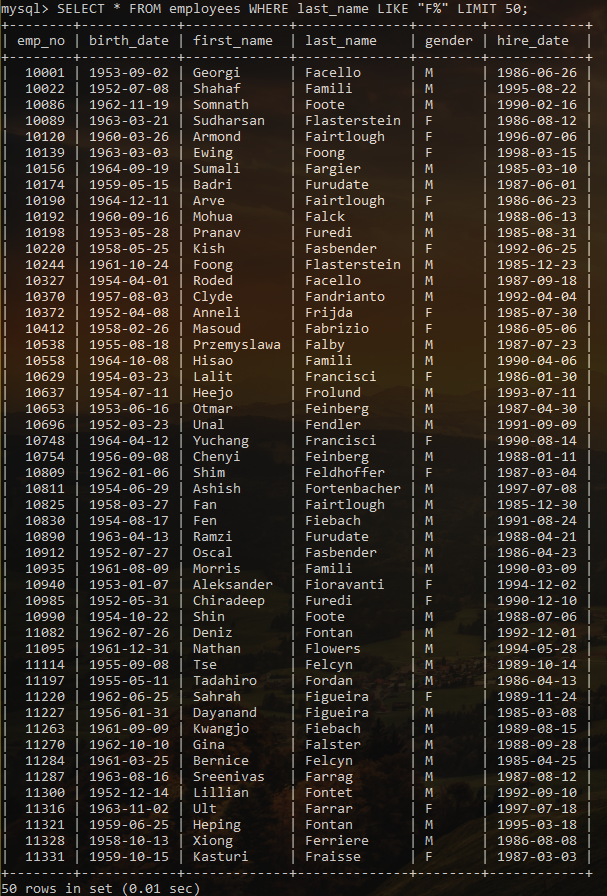 mysql> SELECT * FROM employees WHERE last_name LIKE "F%" LIMIT 50;
+--------+------------+-------------+--------------+--------+------------+
| emp_no | birth_date | first_name  | last_name    | gender | hire_date  |
+--------+------------+-------------+--------------+--------+------------+
|  10001 | 1953-09-02 | Georgi      | Facello      | M      | 1986-06-26 |
|  10022 | 1952-07-08 | Shahaf      | Famili       | M      | 1995-08-22 |
|  10086 | 1962-11-19 | Somnath     | Foote        | M      | 1990-02-16 |
|  10089 | 1963-03-21 | Sudharsan   | Flasterstein | F      | 1986-08-12 |
|  10120 | 1960-03-26 | Armond      | Fairtlough   | F      | 1996-07-06 |
|  10139 | 1963-03-03 | Ewing       | Foong        | F      | 1998-03-15 |
|  10156 | 1964-09-19 | Sumali      | Fargier      | M      | 1985-03-10 |
|  10174 | 1959-05-15 | Badri       | Furudate     | M      | 1987-06-01 |
|  10190 | 1964-12-11 | Arve        | Fairtlough   | F      | 1986-06-23 |
|  10192 | 1960-09-16 | Mohua       | Falck        | M      | 1988-06-13 |
|  10198 | 1953-05-28 | Pranav      | Furedi       | M      | 1985-08-31 |
|  10220 | 1958-05-25 | Kish        | Fasbender    | F      | 1992-06-25 |
|  10244 | 1961-10-24 | Foong       | Flasterstein | M      | 1985-12-23 |
|  10327 | 1954-04-01 | Roded       | Facello      | M      | 1987-09-18 |
|  10370 | 1957-08-03 | Clyde       | Fandrianto   | M      | 1992-04-04 |
|  10372 | 1952-04-08 | Anneli      | Frijda       | F      | 1985-07-30 |
|  10412 | 1958-02-26 | Masoud      | Fabrizio     | F      | 1986-05-06 |
|  10538 | 1955-08-18 | Przemyslawa | Falby        | M      | 1987-07-23 |
|  10558 | 1964-10-08 | Hisao       | Famili       | M      | 1990-04-06 |
|  10629 | 1954-03-23 | Lalit       | Francisci    | F      | 1986-01-30 |
|  10637 | 1954-07-11 | Heejo       | Frolund      | M      | 1993-07-11 |
|  10653 | 1953-06-16 | Otmar       | Feinberg     | M      | 1987-04-30 |
|  10696 | 1952-03-23 | Unal        | Fendler      | M      | 1991-09-09 |
|  10748 | 1964-04-12 | Yuchang     | Francisci    | F      | 1990-08-14 |
|  10754 | 1956-09-08 | Chenyi      | Feinberg     | M      | 1988-01-11 |
|  10809 | 1962-01-06 | Shim        | Feldhoffer   | F      | 1987-03-04 |
|  10811 | 1954-06-29 | Ashish      | Fortenbacher | M      | 1997-07-08 |
|  10825 | 1958-03-27 | Fan         | Fairtlough   | M      | 1985-12-30 |
|  10830 | 1954-08-17 | Fen         | Fiebach      | M      | 1991-08-24 |
|  10890 | 1963-04-13 | Ramzi       | Furudate     | M      | 1988-04-21 |
|  10912 | 1952-07-27 | Oscal       | Fasbender    | M      | 1986-04-23 |
|  10935 | 1961-08-09 | Morris      | Famili       | M      | 1990-03-09 |
|  10940 | 1953-01-07 | Aleksander  | Fioravanti   | F      | 1994-12-02 |
|  10985 | 1952-05-31 | Chiradeep   | Furedi       | F      | 1990-12-10 |
|  10990 | 1954-10-22 | Shin        | Foote        | M      | 1988-07-06 |
|  11082 | 1962-07-26 | Deniz       | Fontan       | M      | 1992-12-01 |
|  11095 | 1961-12-31 | Nathan      | Flowers      | M      | 1994-05-28 |
|  11114 | 1955-09-08 | Tse         | Felcyn       | M      | 1989-10-14 |
|  11197 | 1955-05-11 | Tadahiro    | Fordan       | M      | 1986-04-13 |
|  11220 | 1962-06-25 | Sahrah      | Figueira     | F      | 1989-11-24 |
|  11227 | 1956-01-31 | Dayanand    | Figueira     | M      | 1985-03-08 |
|  11263 | 1961-09-09 | Kwangjo     | Fiebach      | M      | 1989-08-15 |
|  11270 | 1962-10-10 | Gina        | Falster      | M      | 1988-09-28 |
|  11284 | 1961-03-25 | Bernice     | Felcyn       | M      | 1985-04-25 |
|  11287 | 1963-08-16 | Sreenivas   | Farrag       | M      | 1987-08-12 |
|  11300 | 1952-12-14 | Lillian     | Fontet       | M      | 1992-09-10 |
|  11316 | 1963-11-02 | Ult         | Farrar       | F      | 1997-07-18 |
|  11321 | 1959-06-25 | Heping      | Fontan       | M      | 1995-03-18 |
|  11328 | 1958-10-13 | Xiong       | Ferriere     | M      | 1986-08-08 |
|  11331 | 1959-10-15 | Kasturi     | Fraisse      | F      | 1987-03-03 |
+--------+------------+-------------+--------------+--------+------------+
50 rows in set (0.01 sec)